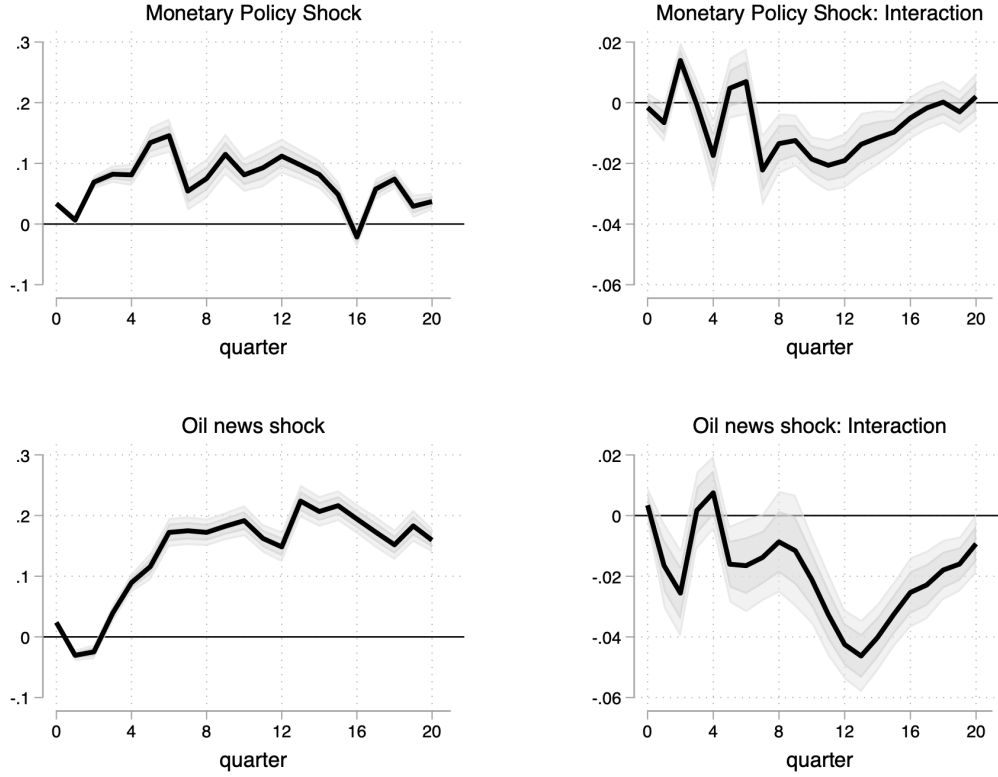 Monetary Policy Shock
.3
.2
.1
0
-.1
0 4 8 12 16 20
quarter
Monetary Policy Shock: Interaction
.02
0
-.02
-.04
-.06
0 4 8 12 16 20
quarter
Oil news shock
.3
.2
.1
0
-.1
0 4 8 12 16 20
quarter
Oil news shock: Interaction
.02
0
-.02
-.04
-.06
0 4 8 12 16 20
quarter